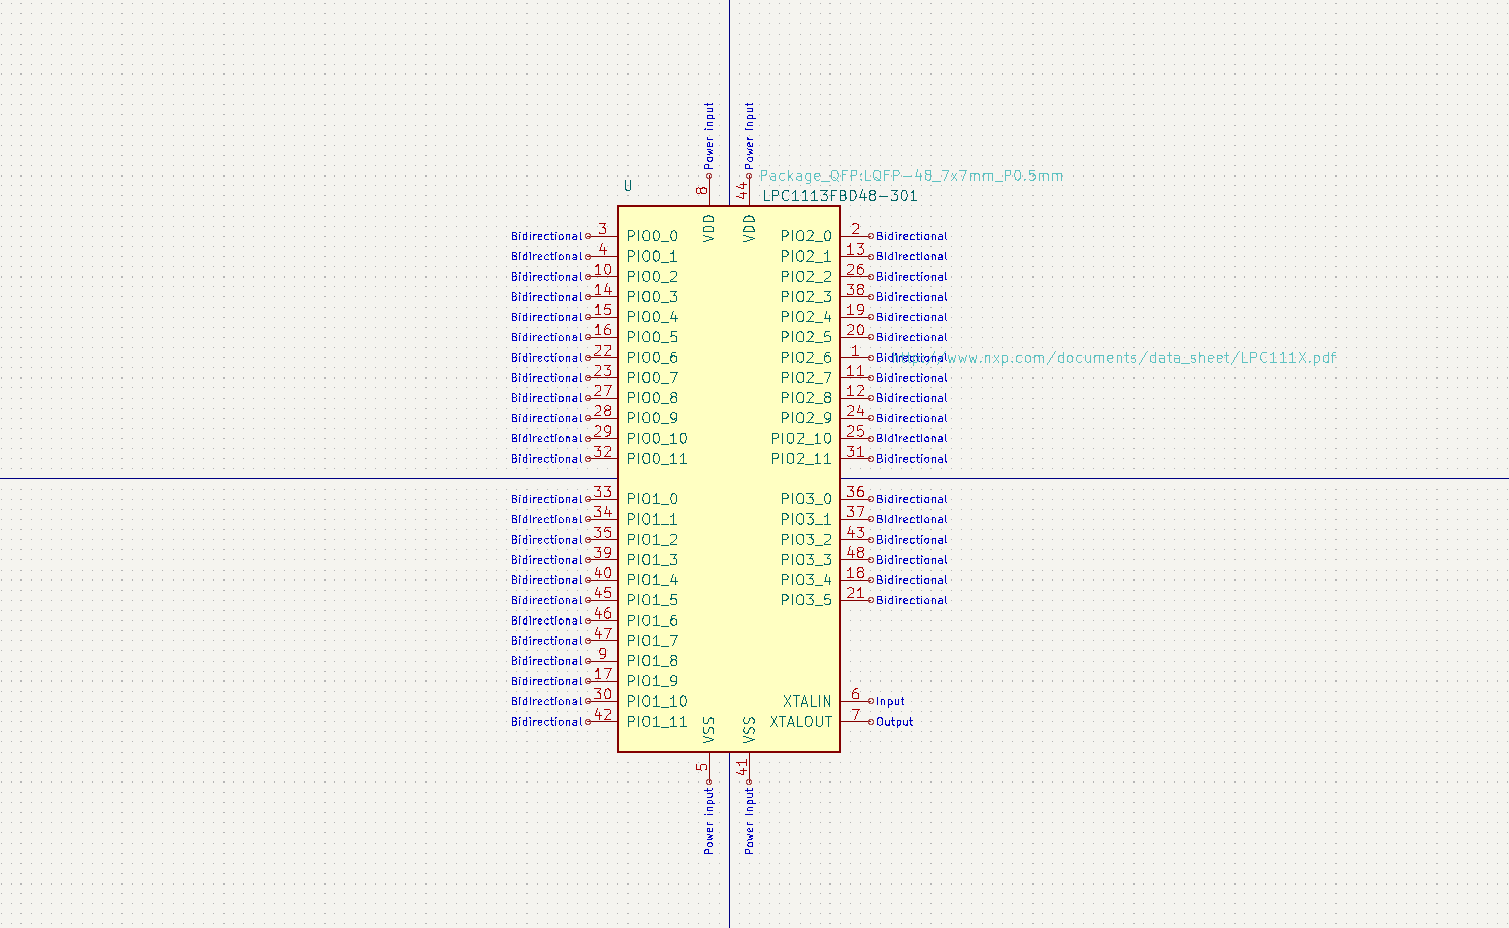 Power input Power input
U 8 44 Package_QFP:LQFP-48_7x7mm_P0.5mm
LPC1113FBD48-301
VDD VDD
Bidirectional 3 PIO0_0 PIO2_0 2 Bidirectional
Bidirectional 4 PIO0_1 PIO2_1 13 Bidirectional
Bidirectional 10 PIO0_2 PIO2_2 26 Bidirectional
Bidirectional 14 PIO0_3 PIO2_3 38 Bidirectional
Bidirectional 15 PIO0_4 PIO2_4 19 Bidirectional
Bidirectional 16 PIO0_5 PIO2_5 20 Bidirectional
Bidirectional 22 PIO0_6 PIO2_6 1 Bidirectional www.nxp.com/documents/data_sheet/LPC111X.pdf
Bidirectional 23 PIO0_7 PIO2_7 11 Bidirectional
Bidirectional 27 PIO0_8 PIO2_8 12 Bidirectional
Bidirectional 28 PIO0_9 PIO2_9 24 Bidirectional
Bidirectional 29 PIO0_10 PIO2_10 25 Bidirectional
Bidirectional 32 PIO0_11 PIO2_11 31 Bidirectional
Bidirectional 33 PIO1_0 PIO3_0 36 Bidirectional
Bidirectional 34 PIO1_1 PIO3_1 37 Bidirectional
Bidirectional 35 PIO1_2 PIO3_2 43 Bidirectional
Bidirectional 39 PIO1_3 PIO3_3 48 Bidirectional
Bidirectional 40 PIO1_4 PIO3_4 18 Bidirectional
Bidirectional 45 PIO1_5 PIO3_5 21 Bidirectional
Bidirectional 46 PIO1_6
Bidirectional 47 PIO1_7
Bidirectional 9 PIO1_8
Bidirectional 17 PIO1_9
Bidirectional 30 PIO1_10 XTALIN 6 Input
Bidirectional 42 PIO1_11 XTALOUT 7 Output
VSS VSS
5 41
Power input Power input